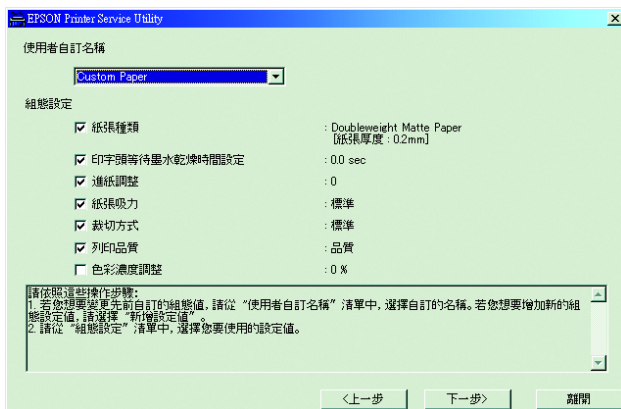 EPSON Printer Service Utility
使用者自訂名稱
Custom Paper
組態設定
紙張種類 : Doubleweight Matte Paper
[紙張厚度 : 0.2mm]
印字頭等待墨水乾燥時間設定 : 0.0 sec
進紙調整 : 0
紙張吸力 : 標準
裁切方式 : 標準
列印品質 : 品質
色彩濃度調整 : 0 %
請依照這些操作步驟:
1. 若您想要變更先前自訂的組態值, 請從 “使用者自訂名稱” 清單中, 選擇自訂的名稱。若您想要增加新的組
態設定值, 請選擇 “新增設定值” 。
2. 請從 “組態設定” 清單中, 選擇您要使用的設定值。
<上一步 下一步> 離開